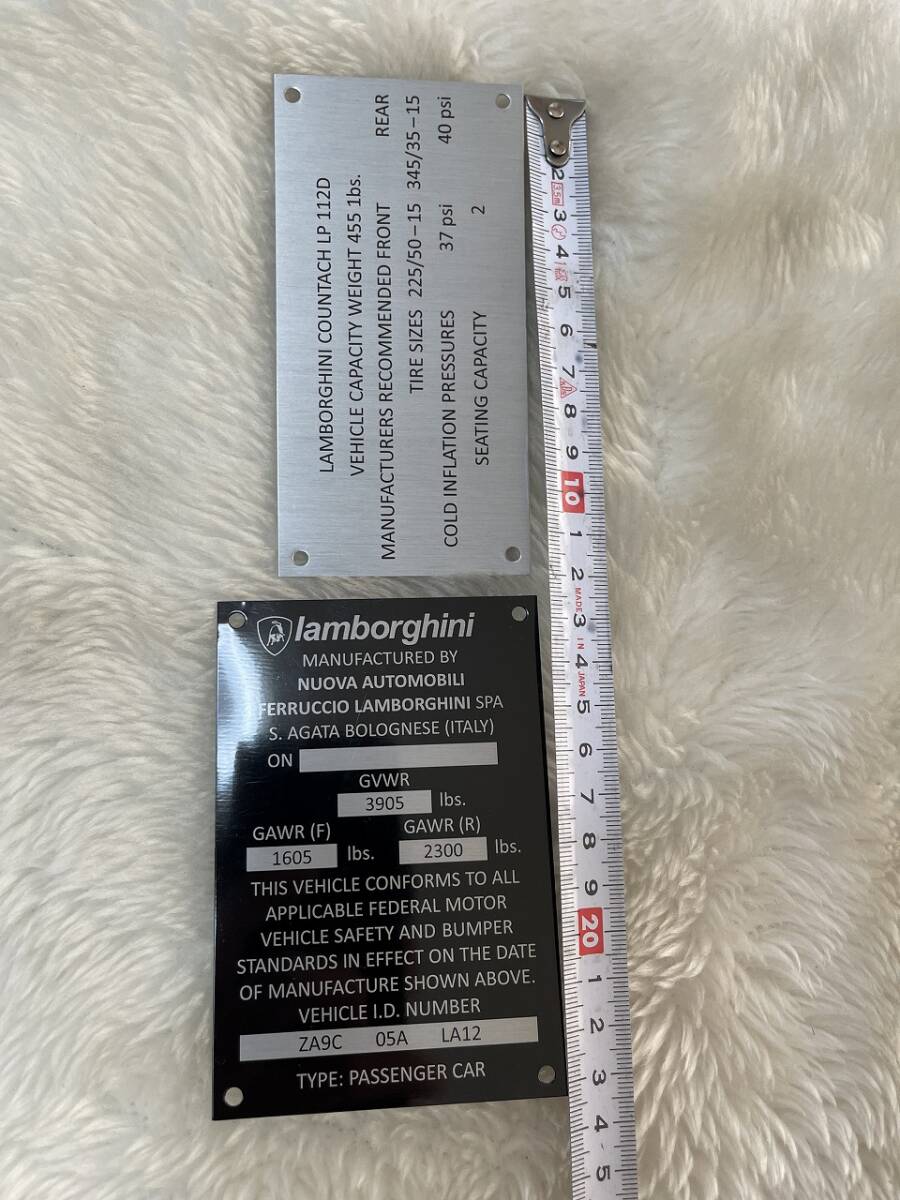 LAMBORGHINI COUNTACH LP 112D
VEHICLE CAPACITY WEIGHT 455 1bs.
MANUFACTURERS RECOMMENDED FRONT REAR
TIRE SIZES 225/50-15 345/35-15
COLD INFLATION PRESSURES 37 psi 40 psi
SEATING CAPACITY 2
lamborghini
MANUFACTURED BY
NUOVA AUTOMOBILI
FERRUCCIO LAMBORGHINI SPA
S. AGATA BOLOGNESE (ITALY)
ON
GVWR
3905 lbs.
GAWR (F) GAWR (R)
1605 lbs. 2300 lbs.
THIS VEHICLE CONFORMS TO ALL
APPLICABLE FEDERAL MOTOR
VEHICLE SAFETY AND BUMPER
STANDARDS IN EFFECT ON THE DATE
OF MANUFACTURE SHOWN ABOVE.
VEHICLE I.D. NUMBER
ZA9C 05A LA12
TYPE: PASSENGER CAR
2 3.5m 3 4 1級 5 6 7 8 9 10 1 2 MADE 3 IN 4 JAPAN 5 6 7 8 9 20 1 2 3 4 5